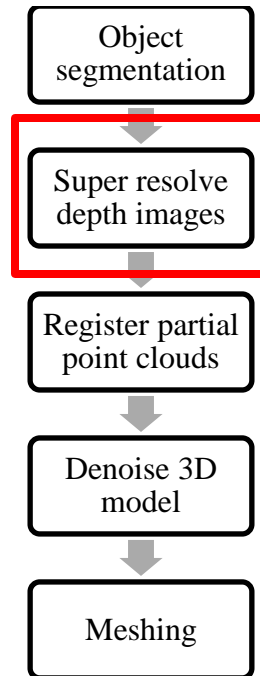 Object
segmentation
Super resolve
depth images
Register partial
point clouds
Denoise 3D
model
Meshing